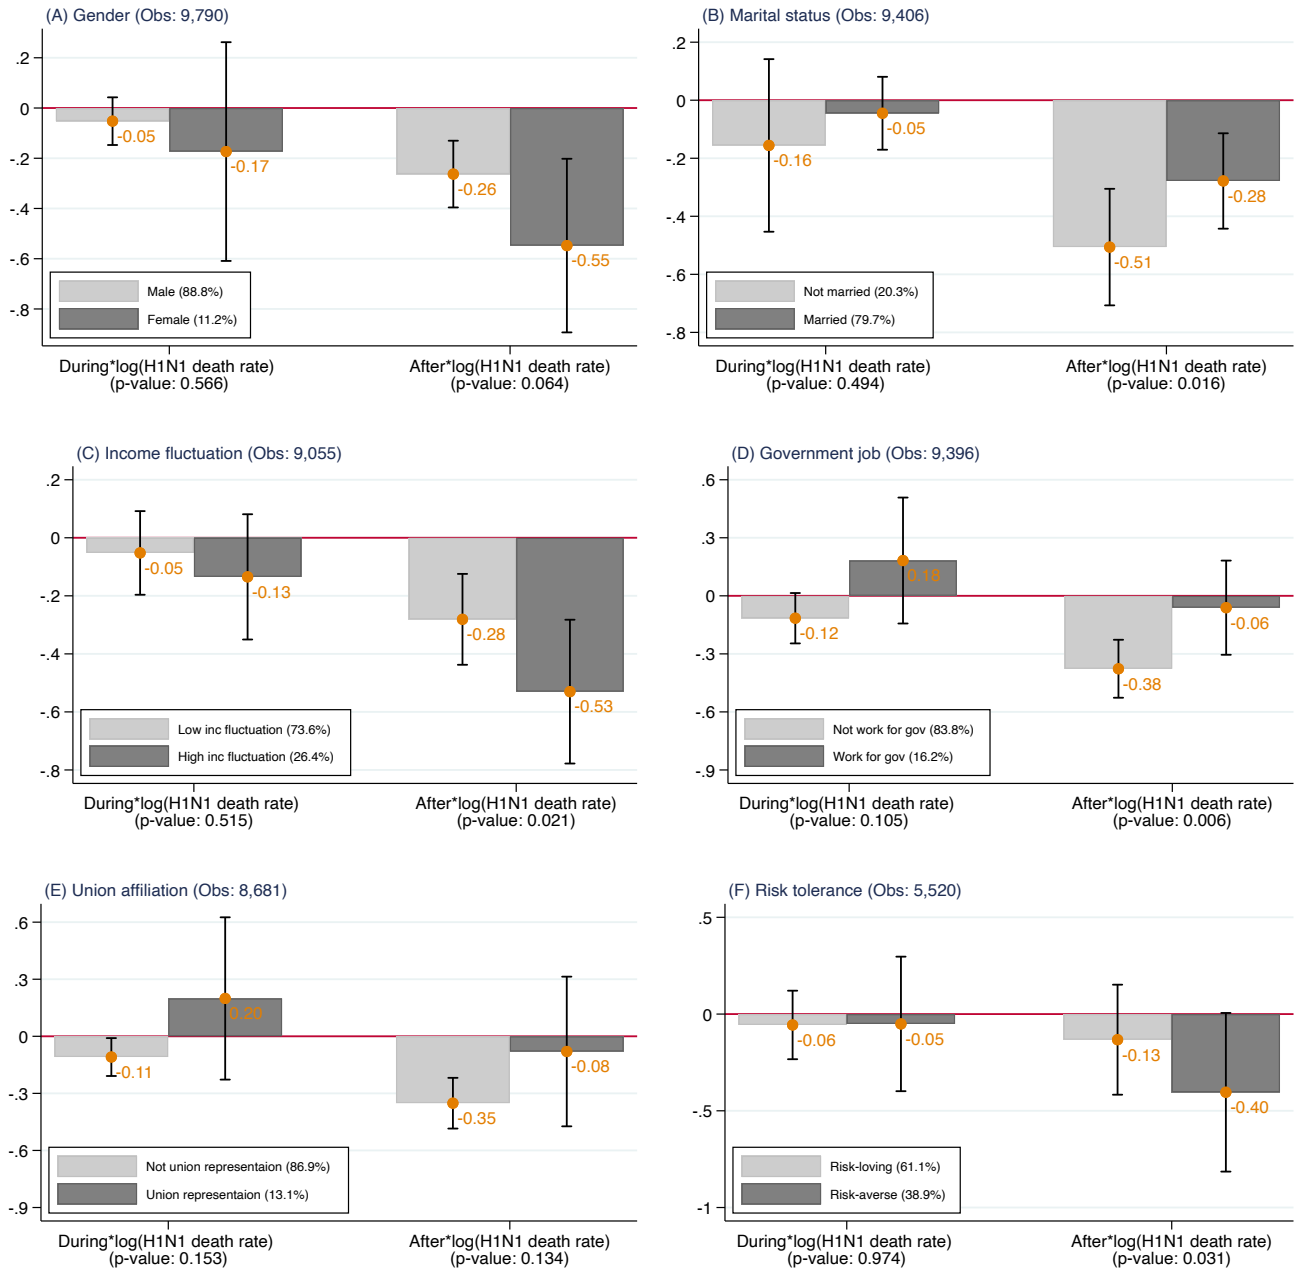 (A) Gender (Obs: 9,790)
.2
0
-.2
-.4
-.6
-.8
-0.05
-0.17
-0.26
-0.55
Male (88.8%)
Female (11.2%)
During*log(H1N1 death rate)
(p-value: 0.566)
After*log(H1N1 death rate)
(p-value: 0.064)
(B) Marital status (Obs: 9,406)
.2
0
-.2
-.4
-.6
-.8
-0.16
-0.05
-0.51
-0.28
Not married (20.3%)
Married (79.7%)
During*log(H1N1 death rate)
(p-value: 0.494)
After*log(H1N1 death rate)
(p-value: 0.016)
(C) Income fluctuation (Obs: 9,055)
.2
0
-.2
-.4
-.6
-.8
-0.05
-0.13
-0.28
-0.53
Low inc fluctuation (73.6%)
High inc fluctuation (26.4%)
During*log(H1N1 death rate)
(p-value: 0.515)
After*log(H1N1 death rate)
(p-value: 0.021)
(D) Government job (Obs: 9,396)
.6
.3
0
-.3
-.6
-.9
-0.12
0.18
-0.38
-0.06
Not work for gov (83.8%)
Work for gov (16.2%)
During*log(H1N1 death rate)
(p-value: 0.105)
After*log(H1N1 death rate)
(p-value: 0.006)
(E) Union affiliation (Obs: 8,681)
.6
.3
0
-.3
-.6
-.9
-0.11
0.20
-0.35
-0.08
Not union representaion (86.9%)
Union representaion (13.1%)
During*log(H1N1 death rate)
(p-value: 0.153)
After*log(H1N1 death rate)
(p-value: 0.134)
(F) Risk tolerance (Obs: 5,520)
.5
0
-.5
-1
-0.06
-0.05
-0.13
-0.40
Risk-loving (61.1%)
Risk-averse (38.9%)
During*log(H1N1 death rate)
(p-value: 0.974)
After*log(H1N1 death rate)
(p-value: 0.031)